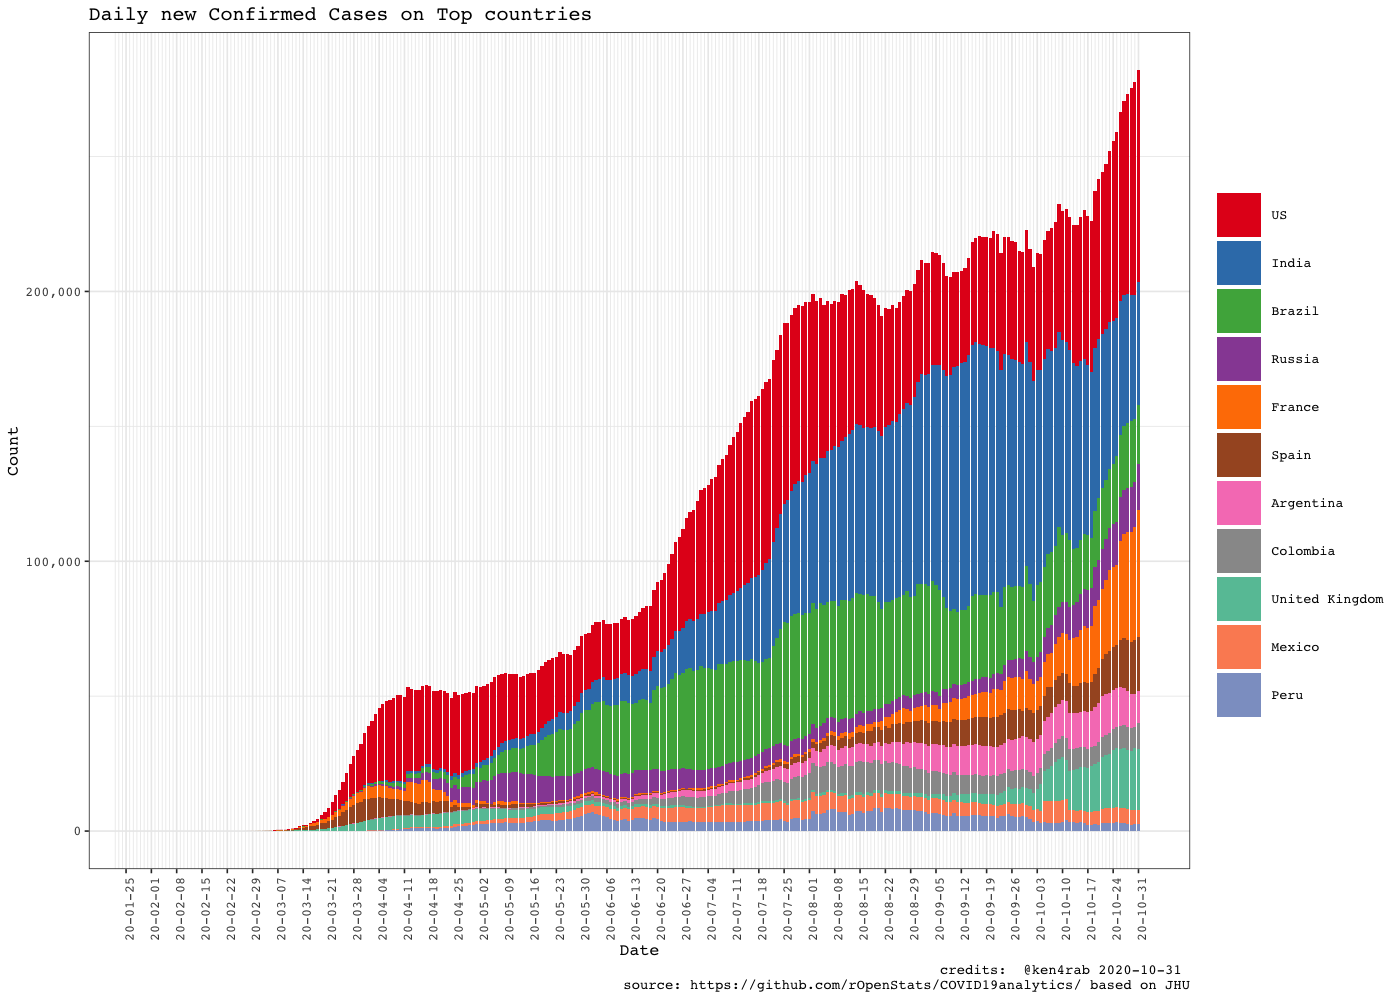 Daily new Confirmed Cases on Top countries
Count
200,000
100,000
0
20-01-25
20-02-01
20-02-08
20-02-15
20-02-22
20-02-29
20-03-07
20-03-14
20-03-21
20-03-28
20-04-04
20-04-11
20-04-18
20-04-25
20-05-02
20-05-09
20-05-16
20-05-23
20-05-30
20-06-06
20-06-13
20-06-20
20-06-27
20-07-04
20-07-11
20-07-18
20-07-25
20-08-01
20-08-08
20-08-15
20-08-22
20-08-29
20-09-05
20-09-12
20-09-19
20-09-26
20-10-03
20-10-10
20-10-17
20-10-24
20-10-31
Date
US
India
Brazil
Russia
France
Spain
Argentina
Colombia
United Kingdom
Mexico
Peru
credits: @ken4rab 2020-10-31
source: https://github.com/rOpenStats/COVID19analytics/ based on JHU